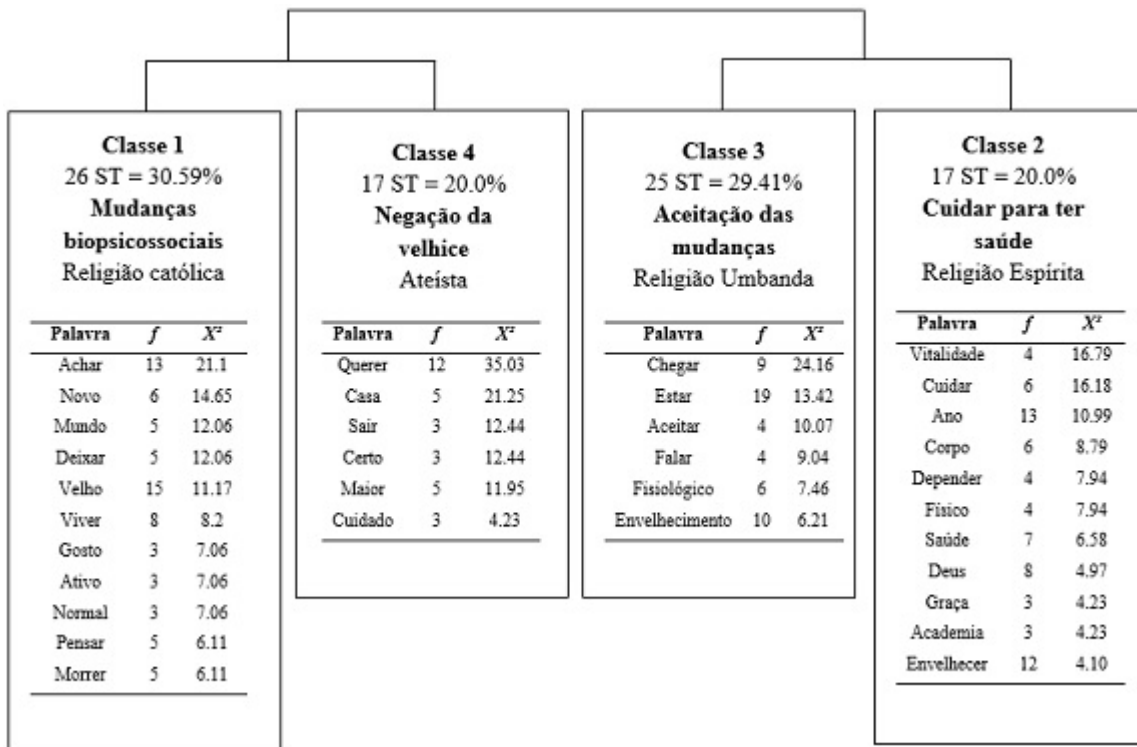 Classe 1
26 ST = 30.59%
Mudanças
biopsicossociais
Religião católica
Palavra f X²
Achar 13 21.1
Novo 6 14.65
Mundo 5 12.06
Deixar 5 12.06
Velho 15 11.17
Viver 8 8.2
Gosto 3 7.06
Ativo 3 7.06
Normal 3 7.06
Pensar 5 6.11
Morrer 5 6.11
Classe 4
17 ST = 20.0%
Negação da
velhice
Ateísta
Palavra f X²
Querer 12 35.03
Casa 5 21.25
Sair 3 12.44
Certo 3 12.44
Maior 5 11.95
Cuidado 3 4.23
Classe 3
25 ST = 29.41%
Aceitação das
mudanças
Religião Umbanda
Palavra f X²
Chegar 9 24.16
Estar 19 13.42
Aceitar 4 10.07
Falar 4 9.04
Fisiológico 6 7.46
Envelhecimento 10 6.21
Classe 2
17 ST = 20.0%
Cuidar para ter
saúde
Religião Espírita
Palavra f X²
Vitalidade 4 16.79
Cuidar 6 16.18
Ano 13 10.99
Corpo 6 8.79
Depender 4 7.94
Físico 4 7.94
Saúde 7 6.58
Deus 8 4.97
Graça 3 4.23
Academia 3 4.23
Envelhecer 12 4.10